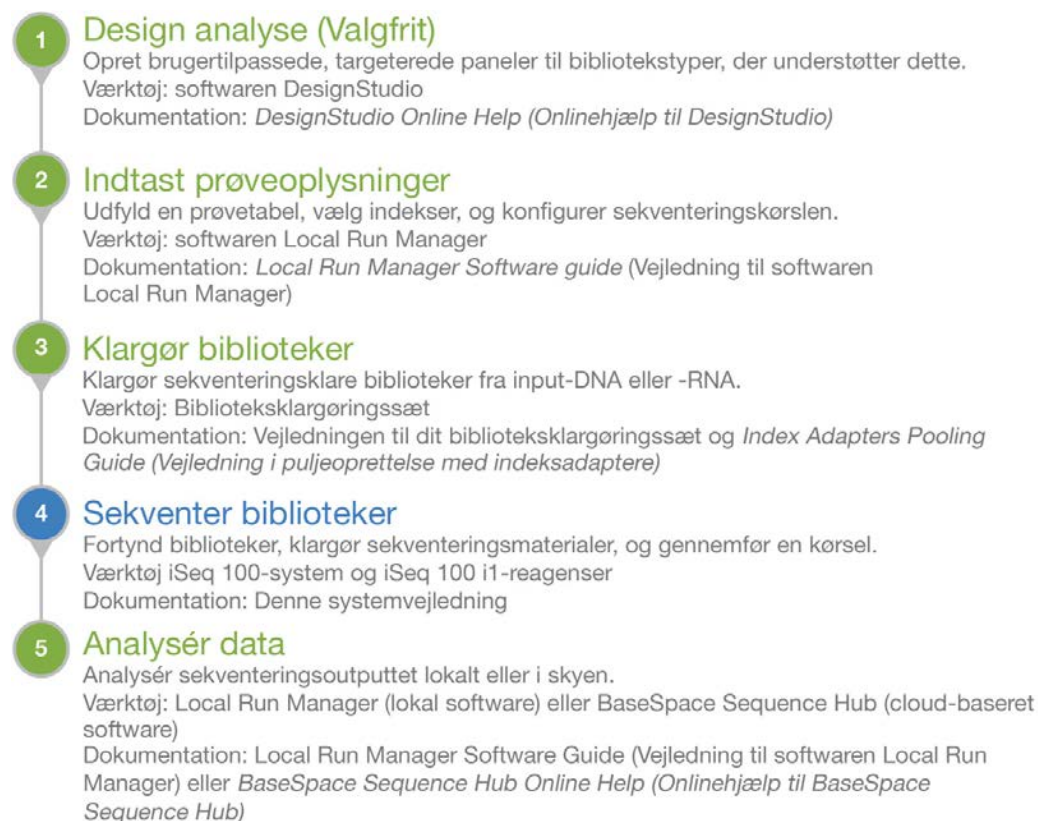 1 Design analyse (Valgfrit)
Opret brugertilpassede, targeterede paneler til bibliotekstyper, der understøtter dette.
Værktøj: softwaren DesignStudio
Dokumentation: DesignStudio Online Help (Onlinehjælp til DesignStudio)
2 Indtast prøveoplysninger
Udfyld en prøvetabel, vælg indekser, og konfigurer sekventeringskørslen.
Værktøj: softwaren Local Run Manager
Dokumentation: Local Run Manager Software guide (Vejledning til softwaren
Local Run Manager)
3 Klargør biblioteker
Klargør sekventeringsklare biblioteker fra input-DNA eller -RNA.
Værktøj: Biblioteksklargøringssæt
Dokumentation: Vejledningen til dit biblioteksklargøringssæt og Index Adapters Pooling
Guide (Vejledning i puljeoprettelse med indeksadaptere)
4 Sekventer biblioteker
Fortynd biblioteker, klargør sekventeringsmaterialer, og gennemfør en kørsel.
Værktøj iSeq 100-system og iSeq 100 i1-reagenser
Dokumentation: Denne systemvejledning
5 Analysér data
Analysér sekventeringsoutputtet lokalt eller i skyen.
Værktøj: Local Run Manager (lokal software) eller BaseSpace Sequence Hub (cloud-baseret
software)
Dokumentation: Local Run Manager Software Guide (Vejledning til softwaren Local Run
Manager) eller BaseSpace Sequence Hub Online Help (Onlinehjælp til BaseSpace
Sequence Hub)